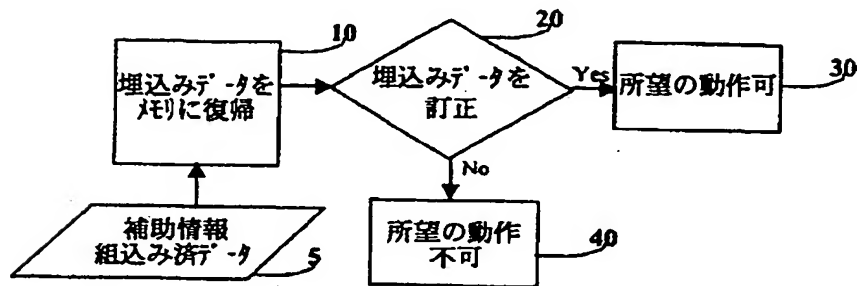 10
埋込みデータを
メモリに復帰
20
埋込みデータを
訂正
Yes
所望の動作可
30
No
所望の動作
不可
40
補助情報
組込み済データ
5